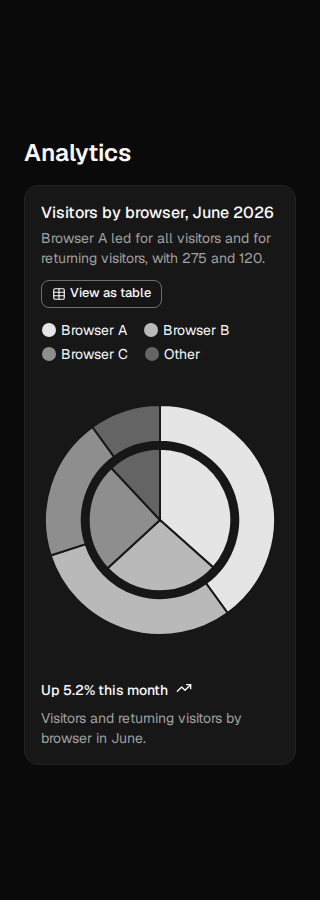 Analytics
Visitors by browser, June 2026
Browser A led for all visitors and for
returning visitors, with 275 and 120.
View as table
Browser A
Browser B
Browser C
Other
Up 5.2% this month
Visitors and returning visitors by
browser in June.